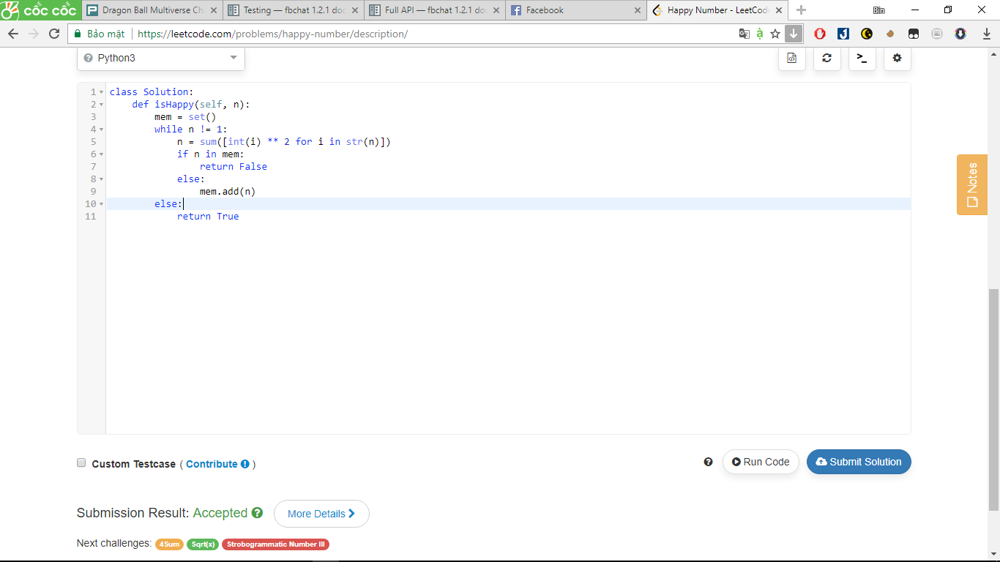 cốc cốc
Dragon Ball Multiverse Ch
Testing — fbchat 1.2.1 doc
Full API — fbchat 1.2.1 do
Facebook
Happy Number - LeetCod
Bin
Bảo mật
https://leetcode.com/problems/happy-number/description/
Python3
1 class Solution:
2 def isHappy(self, n):
3 mem = set()
4 while n != 1:
5 n = sum([int(i) ** 2 for i in str(n)])
6 if n in mem:
7 return False
8 else:
9 mem.add(n)
10 else:
11 return True
Notes
Custom Testcase ( Contribute )
Run Code
Submit Solution
Submission Result: Accepted
More Details
Next challenges: 4Sum Sqrt(x) Strobogrammatic Number III